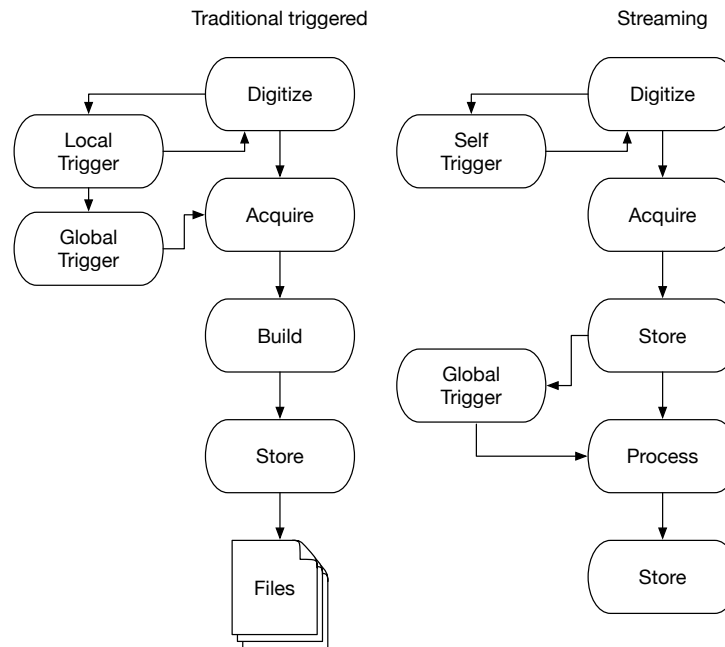 Traditional triggered
Digitize
Local
Trigger
Global
Trigger
Acquire
Build
Store
Files
Streaming
Digitize
Self
Trigger
Acquire
Store
Global
Trigger
Process
Store